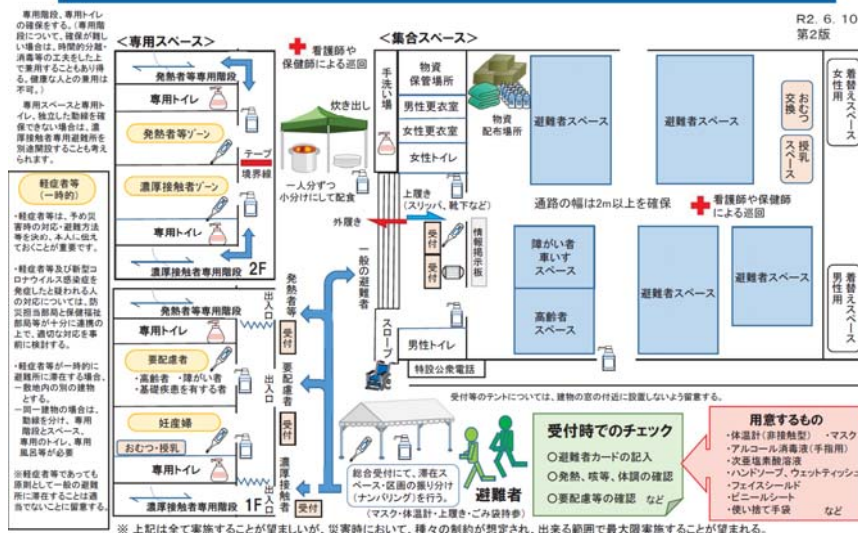 専用階段、専用トイレ
の確保をする。(専用階
段について、確保が難し
い場合は、時間的分離・
消毒等の工夫をした上
で兼用することもあり得
る。健康な人との兼用は
不可。)
専用スペースと専用ト
イレ、独立した動線を確
保できない場合は、濃
厚接触者専用避難所を
別途開設することも考え
られます。
軽症者等
(一時的)
・軽症者等は、予め災
害時の対応・避難方法
等を決め、本人に伝え
ておくことが重要です。
・軽症者等及び新型コ
ロナウイルス感染症を
発症したと疑われる人
の対応については、防
災担当部局と保健福祉
部局等が十分に連携の
上で、適切な対応を事
前に検討する。
・軽症者等が一時的に
避難所に滞在する場合、
ー敷地内の別の建物
とする。
ー同一建物の場合は、
動線を分け、専用
階段とスペース、
専用のトイレ、専用
風呂等が必要
※軽症者等であっても
原則として一般の避難
所に滞在することは適
当でないことに留意する。
<専用スペース>
発熱者等専用階段
専用トイレ
発熱者等ゾーン
テープ
境界線
濃厚接触者ゾーン
専用トイレ
濃厚接触者専用階段
2F
発熱者等専用階段
専用トイレ
要配慮者
・高齢者 ・障がい者
・基礎疾患を有する者
妊産婦
おむつ・授乳
専用トイレ
濃厚接触者専用階段
1F
出入口
発熱者等
受付
出入口
要配慮者
受付
出入口
濃厚接触者
受付
看護師や
保健師による巡回
炊き出し
一人分ずつ
小分けにして配食
一般の避難者
<集合スペース>
手洗い場
物資
保管場所
男性更衣室
女性更衣室
女性トイレ
物資
配布場所
上履き
(スリッパ、靴下など)
外履き
受付
受付
情報掲示板
スロープ
男性トイレ
特設公衆電話
避難者スペース
避難者スペース
通路の幅は2m以上を確保
看護師や保健師
による巡回
障がい者
車いす
スペース
高齢者
スペース
避難者スペース
避難者スペース
R2. 6. 10
第2版
おむつ
交換
授乳
スペース
女性用
着替えスペース
男性用
着替えスペース
受付等のテントについては、建物の窓の付近に設置しないよう留意する。
総合受付にて、滞在ス
ペース・区画の振り分け
(ナンバリング)を行う。
避難者
(マスク・体温計・上履き・ごみ袋持参)
受付時でのチェック
○避難者カードの記入
○発熱、咳等、体調の確認
○要配慮等の確認 など
用意するもの
・体温計(非接触型) ・マスク
・アルコール消毒液(手指用)
・次亜塩素酸溶液
・ハンドソープ、ウェットティッシュ
・フェイスシールド
・ビニールシート
・使い捨て手袋 など
※ 上記は全て実施することが望ましいが、災害時において、種々の制約が想定され、出来る範囲で最大限実施することが望まれる。